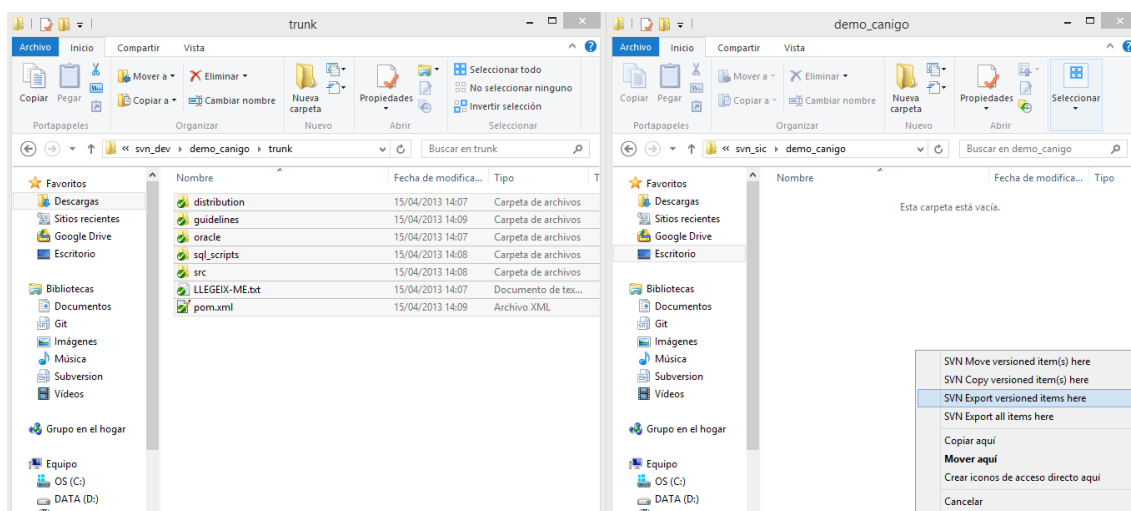 trunk
Archivo Inicio Compartir Vista
Copiar Pegar
Mover a
Copiar a
Eliminar
Cambiar nombre
Nueva carpeta
Propiedades
Seleccionar todo
No seleccionar ninguno
Invertir selección
Portapapeles Organizar Nuevo Abrir Seleccionar
« svn_dev demo_canigo trunk
Buscar en trunk
Favoritos
Descargas
Sitios recientes
Google Drive
Escritorio
Bibliotecas
Documentos
Git
Imágenes
Música
Subversion
Vídeos
Grupo en el hogar
Equipo
OS (C:)
DATA (D:)
Nombre Fecha de modifica... Tipo T
distribution 15/04/2013 14:07 Carpeta de archivos
guidelines 15/04/2013 14:09 Carpeta de archivos
oracle 15/04/2013 14:07 Carpeta de archivos
sql_scripts 15/04/2013 14:08 Carpeta de archivos
src 15/04/2013 14:08 Carpeta de archivos
LLEGEIX-ME.txt 15/04/2013 14:07 Documento de tex...
pom.xml 15/04/2013 14:09 Archivo XML
demo_canigo
Archivo Inicio Compartir Vista
Copiar Pegar
Mover a
Copiar a
Eliminar
Cambiar nombre
Nueva carpeta
Propiedades
Seleccionar
Portapapeles Organizar Nuevo Abrir
« svn_sic demo_canigo
Buscar en demo_canigo
Favoritos
Descargas
Sitios recientes
Google Drive
Escritorio
Bibliotecas
Documentos
Git
Imágenes
Música
Subversion
Vídeos
Grupo en el hogar
Equipo
OS (C:)
DATA (D:)
Nombre Fecha de modifica... Tipo
Esta carpeta está vacía.
SVN Move versioned item(s) here
SVN Copy versioned item(s) here
SVN Export versioned items here
SVN Export all items here
Copiar aquí
Mover aquí
Crear iconos de acceso directo aquí
Cancelar